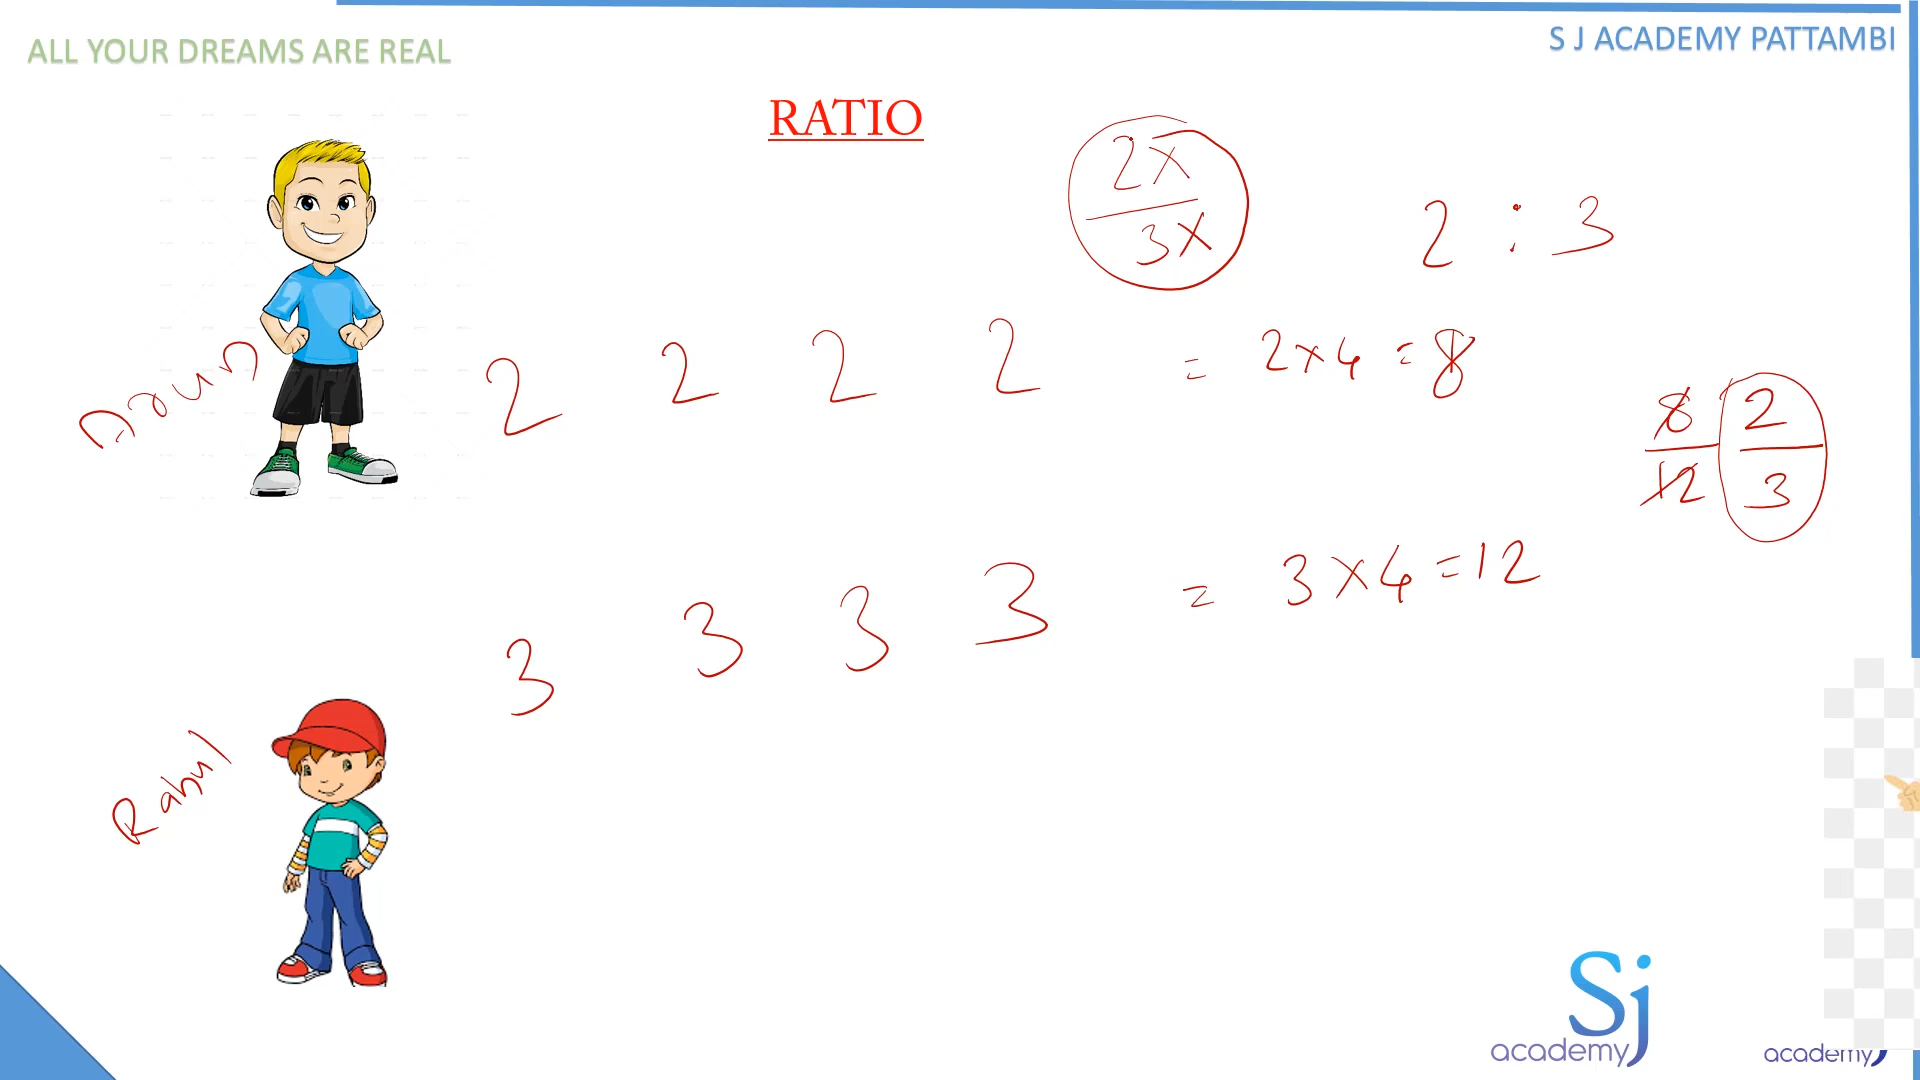 ALL YOUR DREAMS ARE REAL
S J ACADEMY PATTAMBI
RATIO
2x
3x
2 : 3
Arun
2 2 2 2 = 2x4 = 8
8 2
12 3
3 3 3 3 = 3x4 = 12
Rahul
Sj
academy
academy